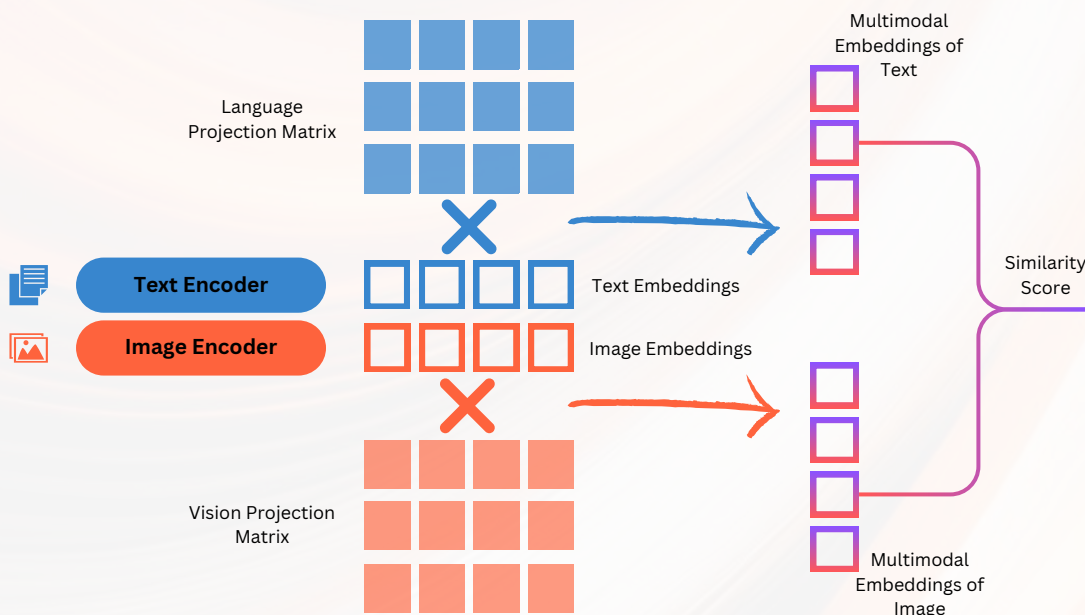 Multimodal
Embeddings of
Text
Language
Projection Matrix
Similarity
Score
Text Encoder
Text Embeddings
Image Encoder
Image Embeddings
Vision Projection
Matrix
Multimodal
Embeddings of
Image